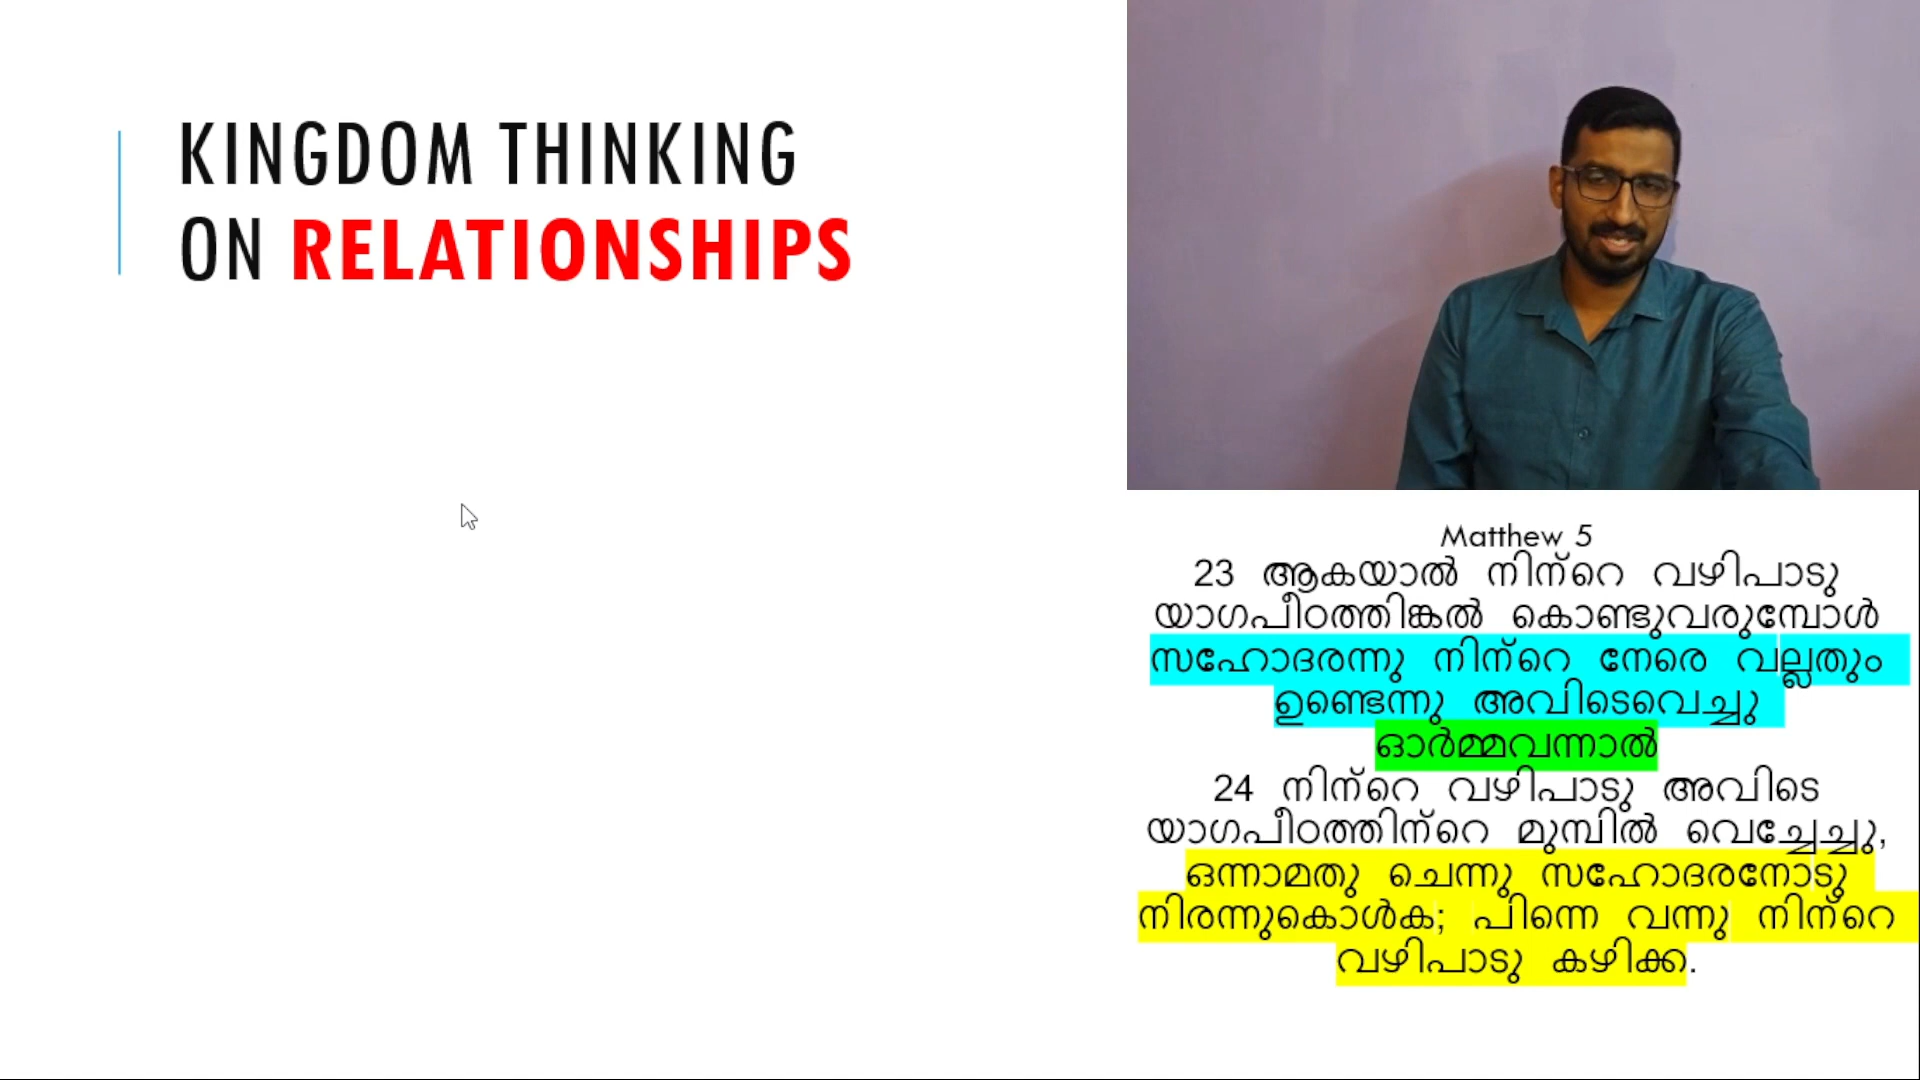 KINGDOM THINKING
ON RELATIONSHIPS
Matthew 5
23 ആകയാൽ നിന്റെ വഴിപാടു
യാഗപീഠത്തിങ്കൽ കൊണ്ടുവരുമ്പോൾ
സഹോദരന്നു നിന്റെ നേരെ വല്ലതും
ഉണ്ടെന്നു അവിടെവെച്ചു
ഓർമ്മവന്നാൽ
24 നിന്റെ വഴിപാടു അവിടെ
യാഗപീഠത്തിന്റെ മുമ്പിൽ വെച്ചേച്ചു,
ഒന്നാമതു ചെന്നു സഹോദരനോടു
നിരന്നുകൊൾക; പിന്നെ വന്നു നിന്റെ
വഴിപാടു കഴിക്ക.